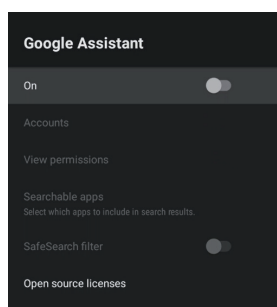 Google Assistant
On
Accounts
View permissions
Searchable apps
Select which apps to include in search results.
SafeSearch filter
Open source licenses